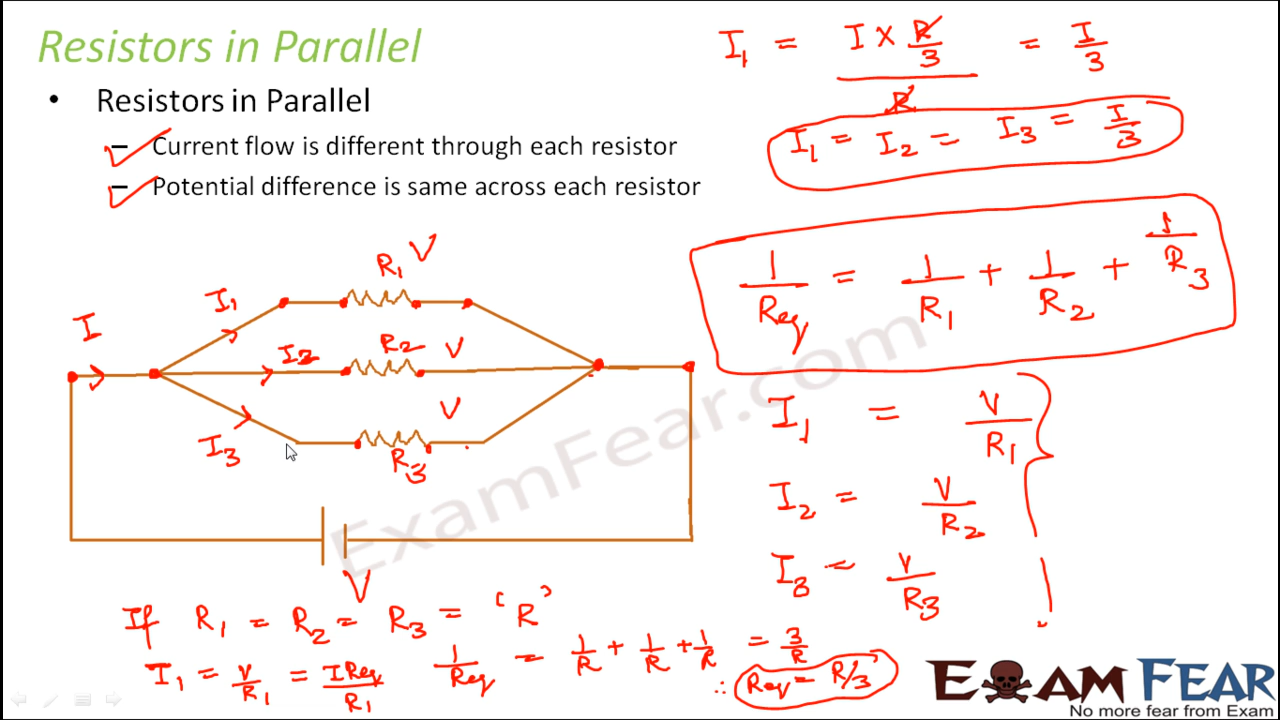 Resistors in Parallel
• Resistors in Parallel
– Current flow is different through each resistor
– Potential difference is same across each resistor
I₁ = (I × R/3) / R = I/3
I₁ = I₂ = I₃ = I/3
1/Req = 1/R₁ + 1/R₂ + 1/R₃
I₁ = V/R₁
I₂ = V/R₂
I₃ = V/R₃
R₁ V
I₁
I
I₂ R₂ V
V
I₃ R₃
V
If R₁ = R₂ = R₃ = 'R'
I₁ = V/R₁ = I Req/R₁
1/Req = 1/R + 1/R + 1/R = 3/R
∴ Req = R/3
ExamFear.com
EXAM FEAR
No more fear from Exam